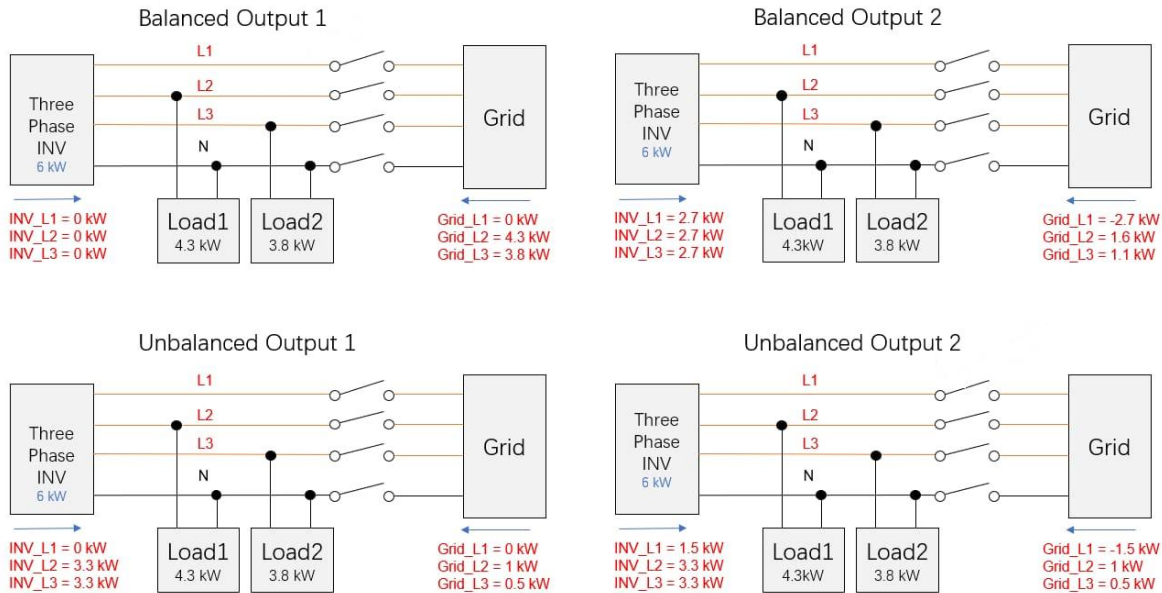 Balanced Output 1
L1
L2
L3
N
Three
Phase
INV
6 kW
Grid
Load1
4.3 kW
Load2
3.8 kW
INV_L1 = 0 kW
INV_L2 = 0 kW
INV_L3 = 0 kW
Grid_L1 = 0 kW
Grid_L2 = 4.3 kW
Grid_L3 = 3.8 kW
Balanced Output 2
L1
L2
L3
N
Three
Phase
INV
6 kW
Grid
Load1
4.3kW
Load2
3.8 kW
INV_L1 = 2.7 kW
INV_L2 = 2.7 kW
INV_L3 = 2.7 kW
Grid_L1 = -2.7 kW
Grid_L2 = 1.6 kW
Grid_L3 = 1.1 kW
Unbalanced Output 1
L1
L2
L3
N
Three
Phase
INV
6 kW
Grid
Load1
4.3 kW
Load2
3.8 kW
INV_L1 = 0 kW
INV_L2 = 3.3 kW
INV_L3 = 3.3 kW
Grid_L1 = 0 kW
Grid_L2 = 1 kW
Grid_L3 = 0.5 kW
Unbalanced Output 2
L1
L2
L3
N
Three
Phase
INV
6 kW
Grid
Load1
4.3kW
Load2
3.8 kW
INV_L1 = 1.5 kW
INV_L2 = 3.3 kW
INV_L3 = 3.3 kW
Grid_L1 = -1.5 kW
Grid_L2 = 1 kW
Grid_L3 = 0.5 kW